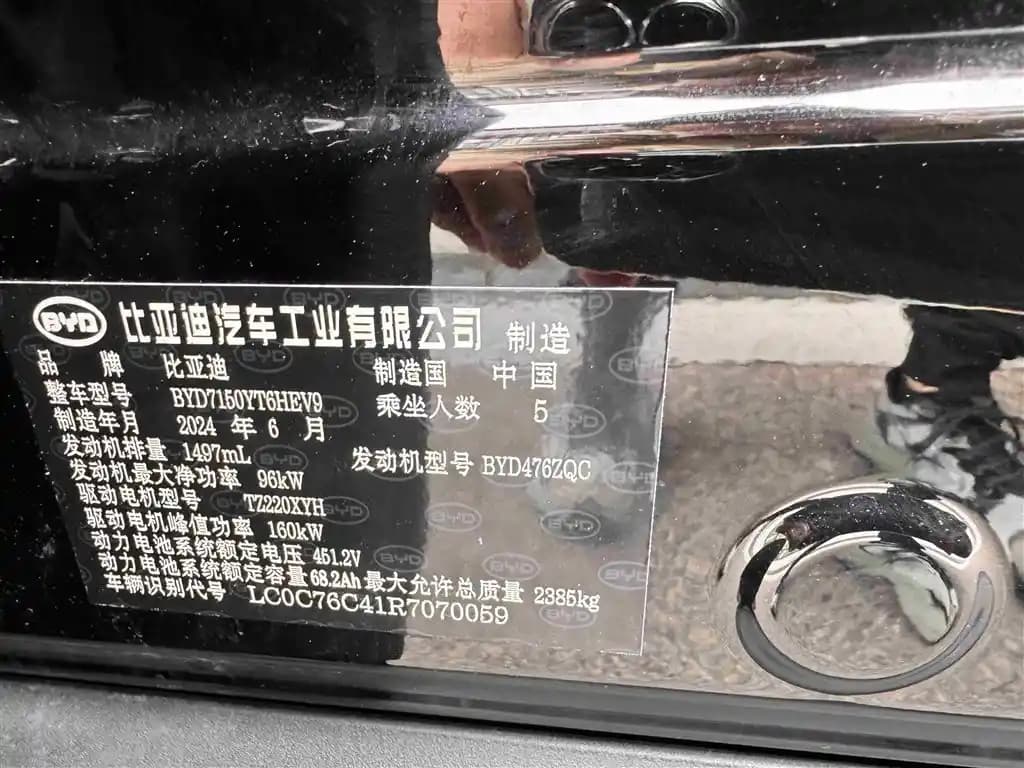 BYD 比亚迪汽车工业有限公司 制造
品 牌 比亚迪 制造国 中国
整车型号 BYD7150YT6HEV9 乘坐人数 5
制造年月 2024 年 6 月
发动机排量 1497mL 发动机型号 BYD476ZQC
发动机最大净功率 96kW
驱动电机型号 TZ220XYH
驱动电机峰值功率 160kW
动力电池系统额定电压 451.2V
动力电池系统额定容量 68.2Ah 最大允许总质量 2385kg
车辆识别代号 LC0C76C41R7070059